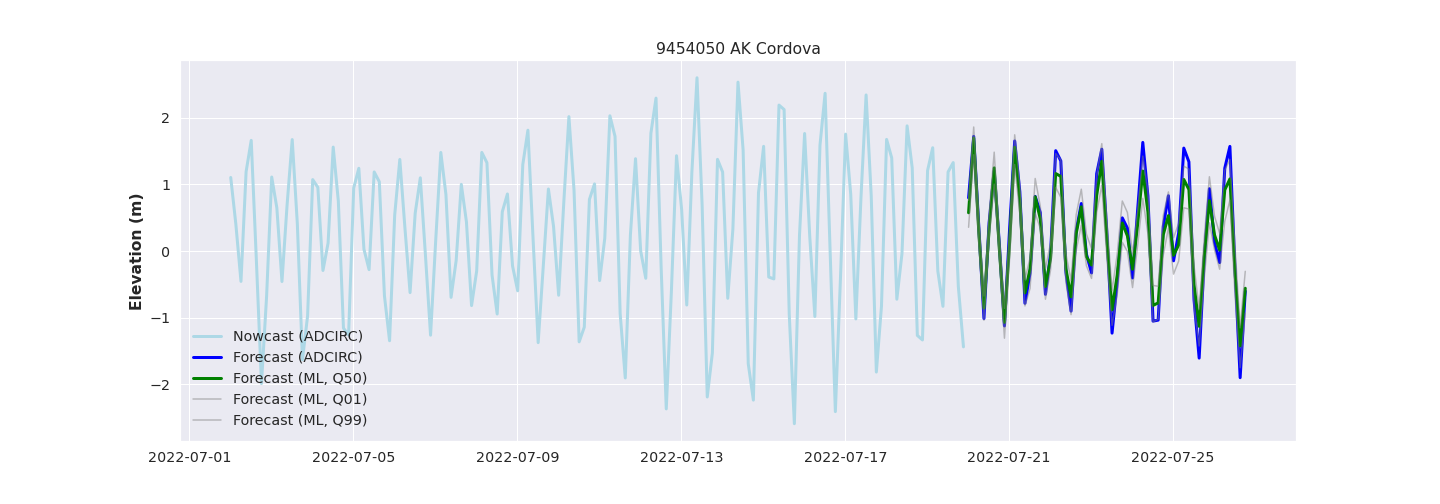 9454050 AK Cordova
Elevation (m)
2
1
0
−1
−2
Nowcast (ADCIRC)
Forecast (ADCIRC)
Forecast (ML, Q50)
Forecast (ML, Q01)
Forecast (ML, Q99)
2022-07-01 2022-07-05 2022-07-09 2022-07-13 2022-07-17 2022-07-21 2022-07-25